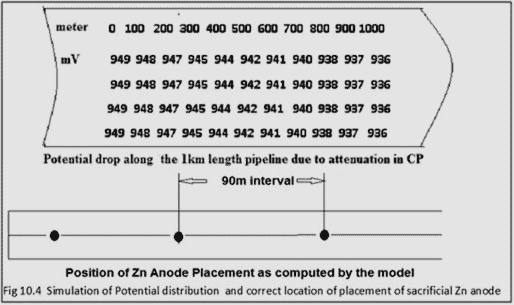 meter 0 100 200 300 400 500 600 700 800 900 1000
mV 949 948 947 945 944 942 941 940 938 937 936
949 948 947 945 944 942 941 940 938 937 936
949 948 947 945 944 942 941 940 938 937 936
949 948 947 945 944 942 941 940 938 937 936
Potential drop along the 1km length pipeline due to attenuation in CP
90m interval
Position of Zn Anode Placement as computed by the model
Fig 10.4 Simulation of Potential distribution and correct location of placement of sacrificial Zn anode